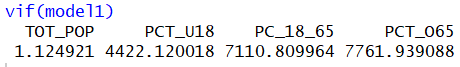 vif(model1)
TOT_POP PCT_U18 PC_18_65 PCT_O65
1.124921 4422.120018 7110.809964 7761.939088